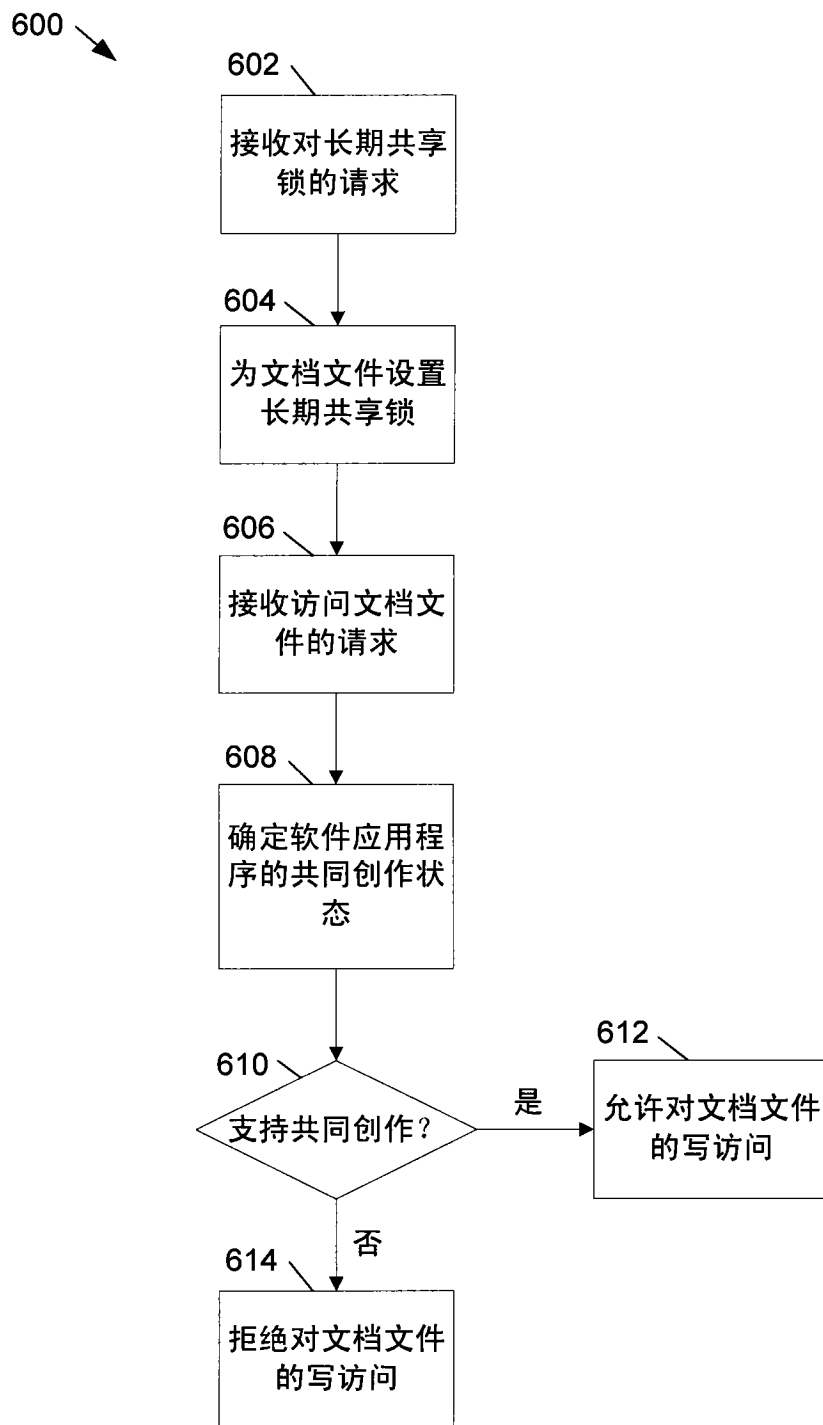 600
602
接收对长期共享
锁的请求
604
为文档文件设置
长期共享锁
606
接收访问文档文
件的请求
608
确定软件应用程
序的共同创作状
态
610
支持共同创作？
是
612
允许对文档文件
的写访问
否
614
拒绝对文档文件
的写访问